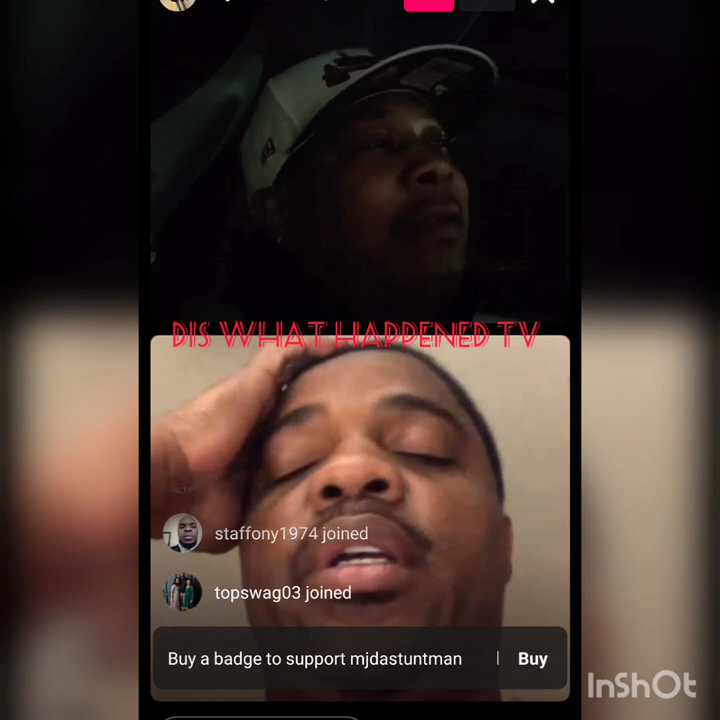 DIS WHAT HAPPENED TV
staffony1974 joined
topswag03 joined
Buy a badge to support mjdastuntman | Buy
InShOt